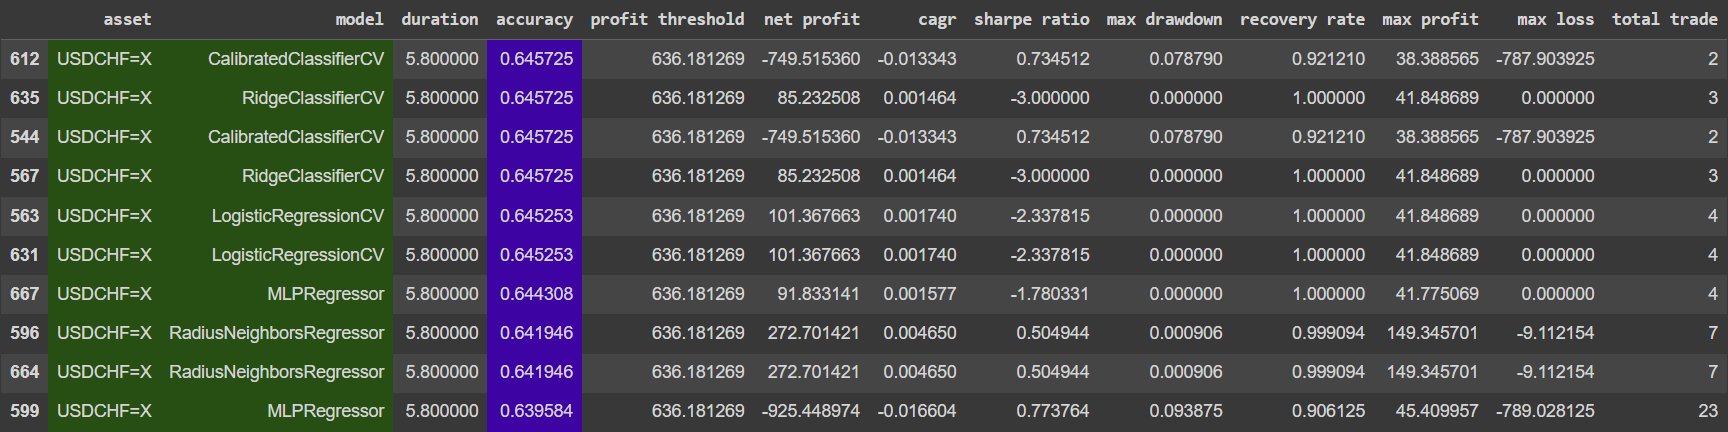 asset model duration accuracy profit threshold net profit cagr sharpe ratio max drawdown recovery rate max profit max loss total trade
612 USDCHF=X CalibratedClassifierCV 5.800000 0.645725 636.181269 -749.515360 -0.013343 0.734512 0.078790 0.921210 38.388565 -787.903925 2
635 USDCHF=X RidgeClassifierCV 5.800000 0.645725 636.181269 85.232508 0.001464 -3.000000 0.000000 1.000000 41.848689 0.000000 3
544 USDCHF=X CalibratedClassifierCV 5.800000 0.645725 636.181269 -749.515360 -0.013343 0.734512 0.078790 0.921210 38.388565 -787.903925 2
567 USDCHF=X RidgeClassifierCV 5.800000 0.645725 636.181269 85.232508 0.001464 -3.000000 0.000000 1.000000 41.848689 0.000000 3
563 USDCHF=X LogisticRegressionCV 5.800000 0.645253 636.181269 101.367663 0.001740 -2.337815 0.000000 1.000000 41.848689 0.000000 4
631 USDCHF=X LogisticRegressionCV 5.800000 0.645253 636.181269 101.367663 0.001740 -2.337815 0.000000 1.000000 41.848689 0.000000 4
667 USDCHF=X MLPRegressor 5.800000 0.644308 636.181269 91.833141 0.001577 -1.780331 0.000000 1.000000 41.775069 0.000000 4
596 USDCHF=X RadiusNeighborsRegressor 5.800000 0.641946 636.181269 272.701421 0.004650 0.504944 0.000906 0.999094 149.345701 -9.112154 7
664 USDCHF=X RadiusNeighborsRegressor 5.800000 0.641946 636.181269 272.701421 0.004650 0.504944 0.000906 0.999094 149.345701 -9.112154 7
599 USDCHF=X MLPRegressor 5.800000 0.639584 636.181269 -925.448974 -0.016604 0.773764 0.093875 0.906125 45.409957 -789.028125 23